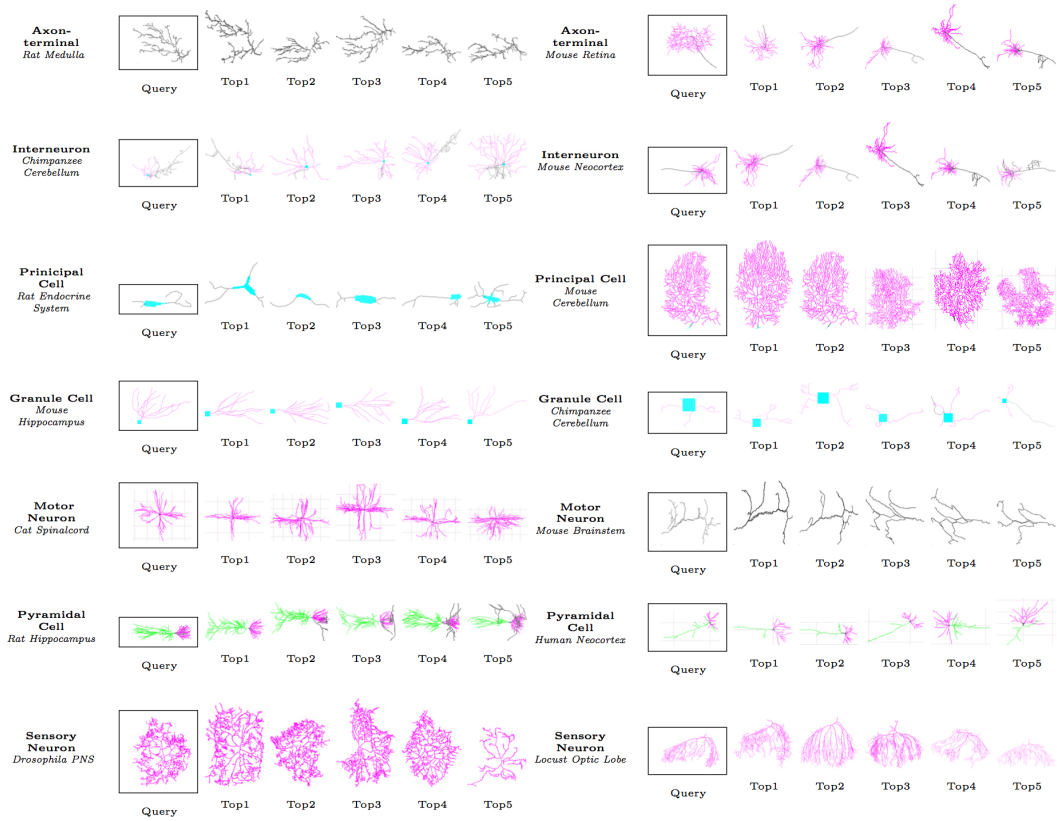 Axon-
terminal
Rat Medulla
Query
Top1
Top2
Top3
Top4
Top5
Axon-
terminal
Mouse Retina
Query
Top1
Top2
Top3
Top4
Top5
Interneuron
Chimpanzee
Cerebellum
Query
Top1
Top2
Top3
Top4
Top5
Interneuron
Mouse Neocortex
Query
Top1
Top2
Top3
Top4
Top5
Prinicipal
Cell
Rat Endocrine
System
Query
Top1
Top2
Top3
Top4
Top5
Principal Cell
Mouse
Cerebellum
Query
Top1
Top2
Top3
Top4
Top5
Granule Cell
Mouse
Hippocampus
Query
Top1
Top2
Top3
Top4
Top5
Granule Cell
Chimpanzee
Cerebellum
Query
Top1
Top2
Top3
Top4
Top5
Motor
Neuron
Cat Spinalcord
Query
Top1
Top2
Top3
Top4
Top5
Motor
Neuron
Mouse Brainstem
Query
Top1
Top2
Top3
Top4
Top5
Pyramidal
Cell
Rat Hippocampus
Query
Top1
Top2
Top3
Top4
Top5
Pyramidal
Cell
Human Neocortex
Query
Top1
Top2
Top3
Top4
Top5
Sensory
Neuron
Drosophila PNS
Query
Top1
Top2
Top3
Top4
Top5
Sensory
Neuron
Locust Optic Lobe
Query
Top1
Top2
Top3
Top4
Top5